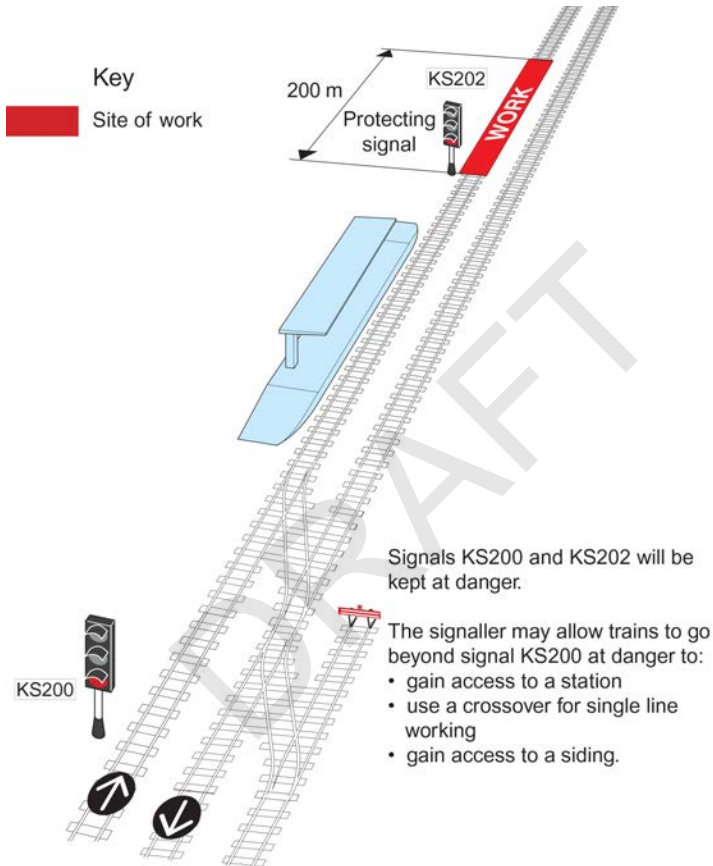 Key
Site of work
200 m
KS202
Protecting
signal
WORK
DRAFT
Signals KS200 and KS202 will be
kept at danger.
The signaller may allow trains to go
beyond signal KS200 at danger to:
• gain access to a station
• use a crossover for single line
working
• gain access to a siding.
KS200